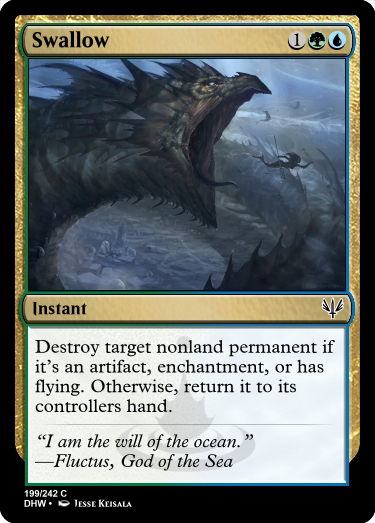 Swallow 1
Instant
Destroy target nonland permanent if
it's an artifact, enchantment, or has
flying. Otherwise, return it to its
controllers hand.
“I am the will of the ocean.”
—Fluctus, God of the Sea
199/242 C
DHW • Jesse Keisala